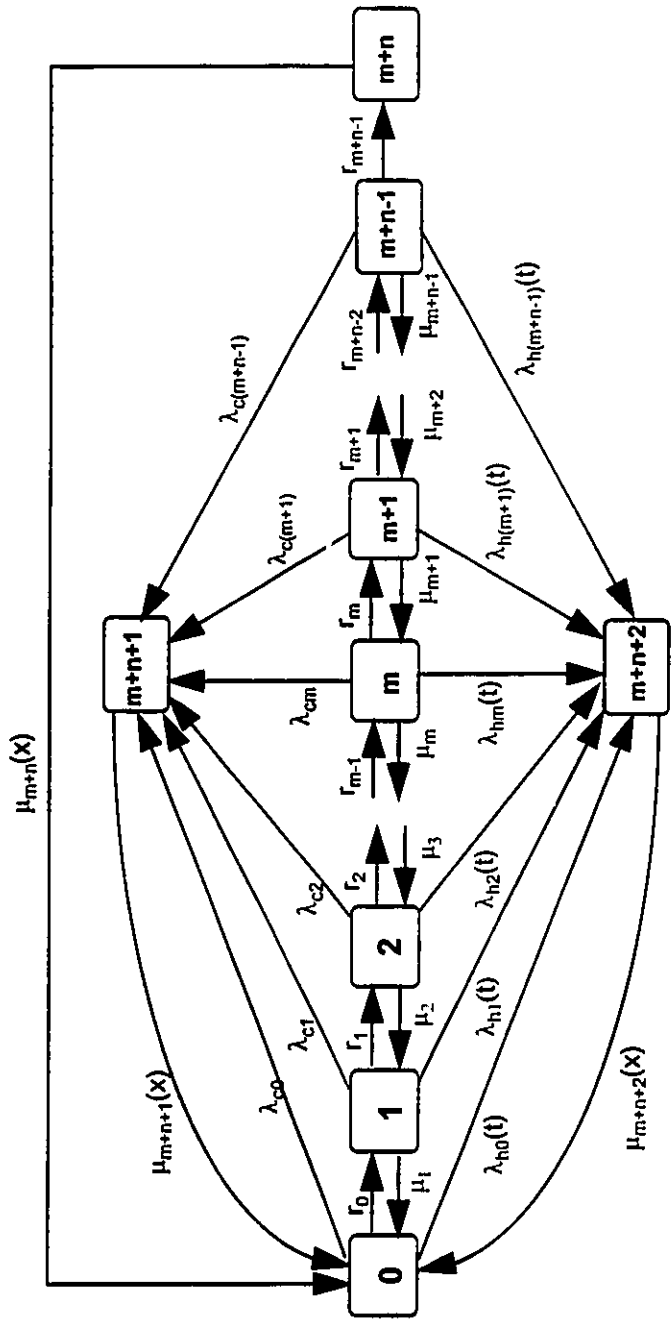 μ_{m+n}(x)
μ_{m+n+1}(x)
m+n+1
λ_{c0}
λ_{c1}
λ_{c2}
λ_{cm}
λ_{c(m+1)}
λ_{c(m+n-1)}
0
r_0
μ_1
1
r_1
μ_2
2
r_2
μ_3
r_{m-1}
μ_m
m
r_m
μ_{m+1}
m+1
r_{m+1}
μ_{m+2}
r_{m+n-2}
μ_{m+n-1}
m+n-1
r_{m+n-1}
m+n
λ_{h0}(t)
λ_{h1}(t)
λ_{h2}(t)
λ_{hm}(t)
λ_{h(m+1)}(t)
λ_{h(m+n-1)}(t)
m+n+2
μ_{m+n+2}(x)